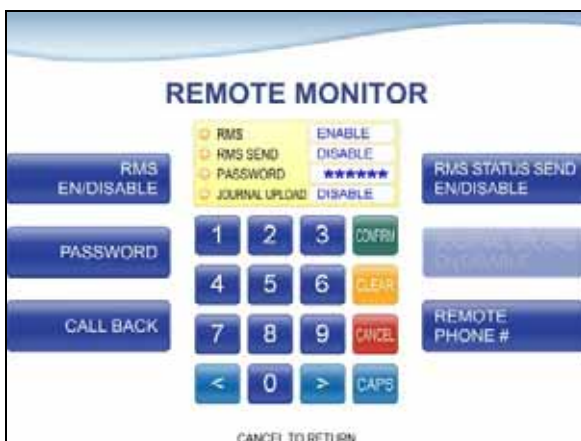 REMOTE MONITOR
RMS ENABLE
RMS SEND DISABLE
PASSWORD ******
JOURNAL UPLOAD DISABLE
RMS
EN/DISABLE
RMS STATUS SEND
EN/DISABLE
PASSWORD
CALL BACK
REMOTE
PHONE #
1 2 3 CONFIRM
4 5 6 CLEAR
7 8 9 CANCEL
< 0 > CAPS
CANCEL TO RETURN